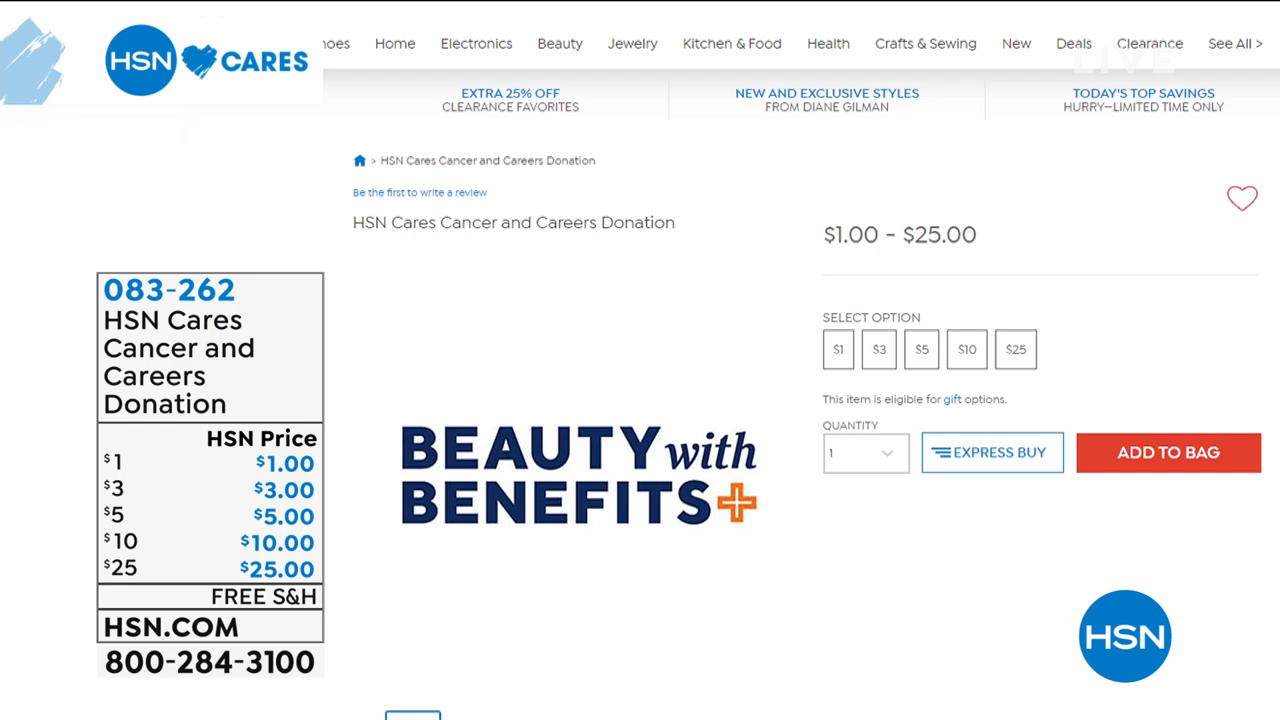 HSN CARES
hoes Home Electronics Beauty Jewelry Kitchen & Food Health Crafts & Sewing New Deals Clearance See All >
LIVE
EXTRA 25% OFF
CLEARANCE FAVORITES
NEW AND EXCLUSIVE STYLES
FROM DIANE GILMAN
TODAY'S TOP SAVINGS
HURRY—LIMITED TIME ONLY
> HSN Cares Cancer and Careers Donation
Be the first to write a review
HSN Cares Cancer and Careers Donation
$1.00 - $25.00
SELECT OPTION
$1 $3 $5 $10 $25
This item is eligible for gift options.
QUANTITY
1
EXPRESS BUY
ADD TO BAG
BEAUTY with
BENEFITS+
083-262
HSN Cares
Cancer and
Careers
Donation
HSN Price
$1 $1.00
$3 $3.00
$5 $5.00
$10 $10.00
$25 $25.00
FREE S&H
HSN.COM
800-284-3100
HSN